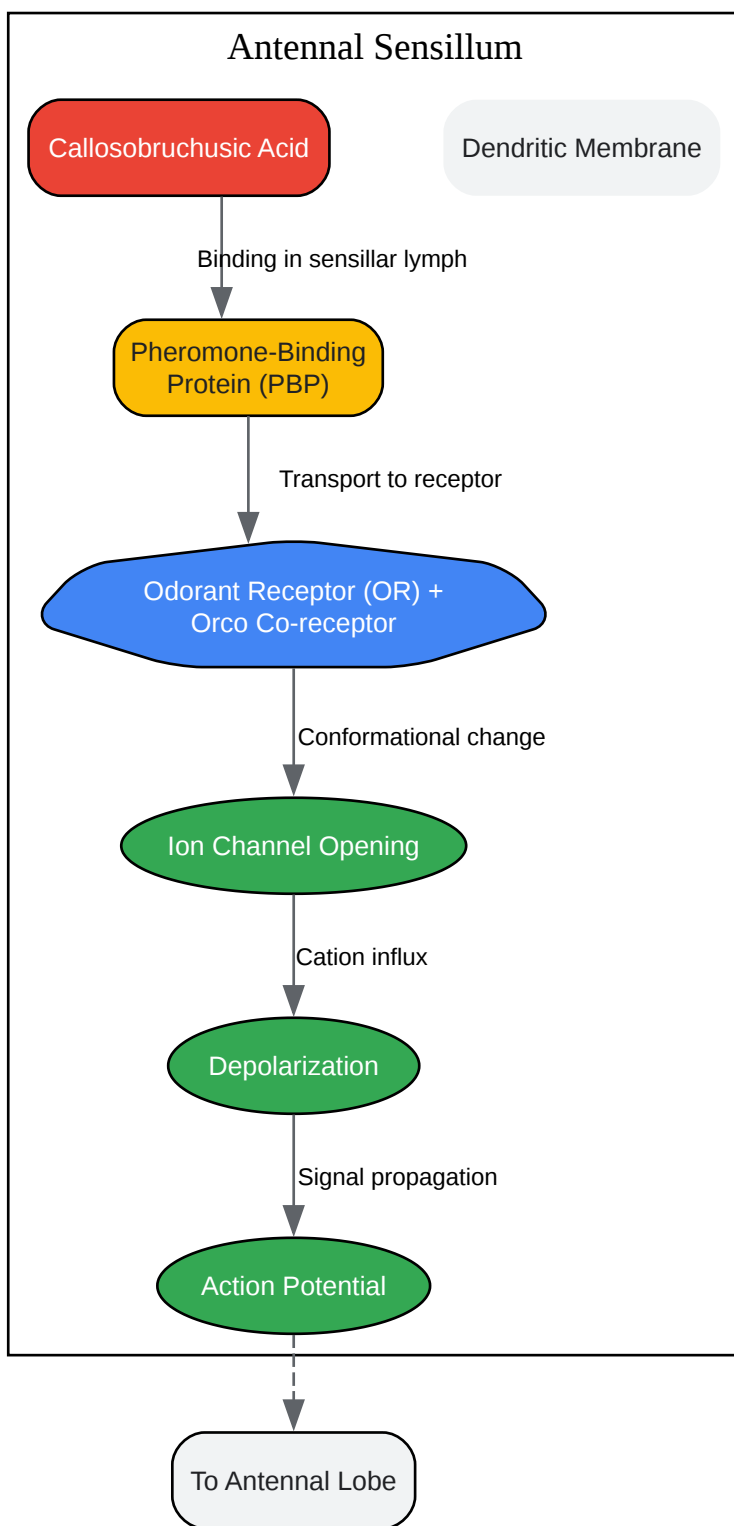 Antennal Sensillum
Callosobruchusic Acid
Dendritic Membrane
Binding in sensillar lymph
Pheromone-Binding
Protein (PBP)
Transport to receptor
Odorant Receptor (OR) +
Orco Co-receptor
Conformational change
Ion Channel Opening
Cation influx
Depolarization
Signal propagation
Action Potential
To Antennal Lobe